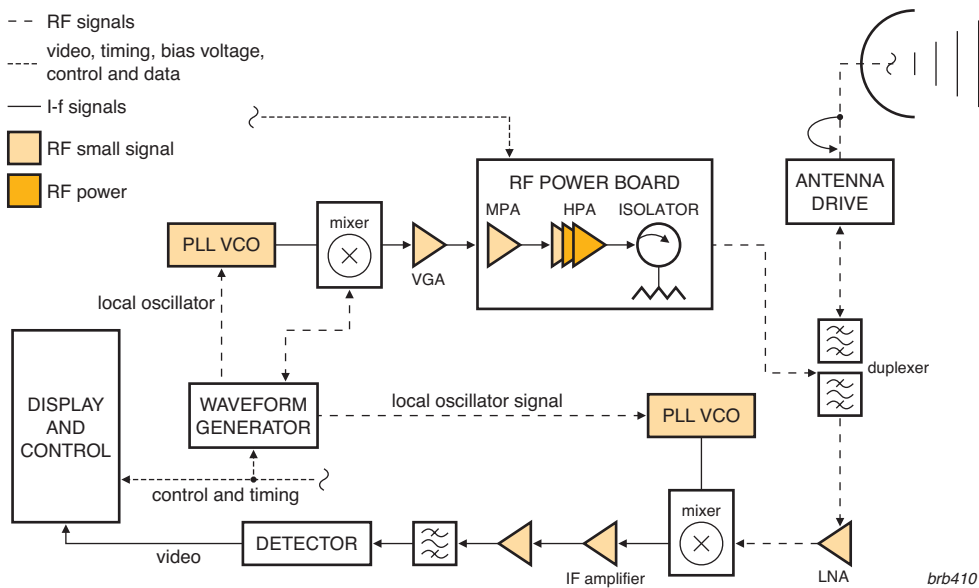 RF signals
video, timing, bias voltage,
control and data
I-f signals
RF small signal
RF power
RF POWER BOARD
MPA
HPA
ISOLATOR
ANTENNA
DRIVE
PLL VCO
mixer
VGA
local oscillator
duplexer
DISPLAY
AND
CONTROL
WAVEFORM
GENERATOR
local oscillator signal
PLL VCO
control and timing
mixer
video
DETECTOR
IF amplifier
LNA
brb410